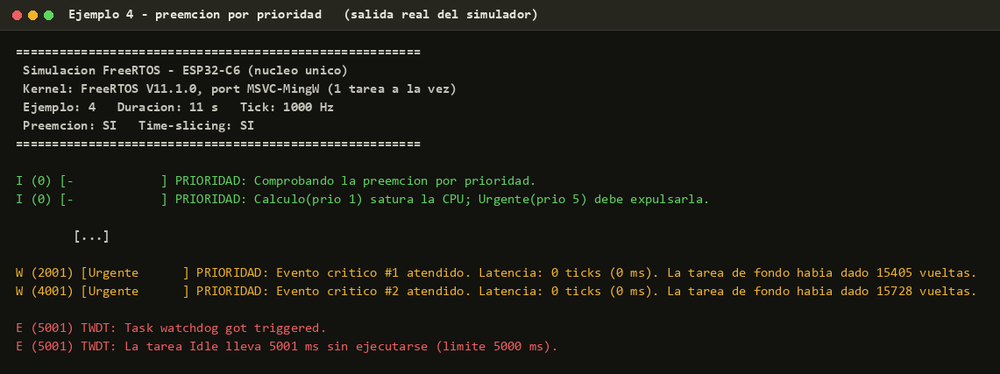 Ejemplo 4 - preemcion por prioridad   (salida real del simulador)
========================================================
 Simulacion FreeRTOS - ESP32-C6 (nucleo unico)
 Kernel: FreeRTOS V11.1.0, port MSVC-MingW (1 tarea a la vez)
 Ejemplo: 4   Duracion: 11 s   Tick: 1000 Hz
 Preemcion: SI   Time-slicing: SI
========================================================
I (0) [-            ] PRIORIDAD: Comprobando la preemcion por prioridad.
I (0) [-            ] PRIORIDAD: Calculo(prio 1) satura la CPU; Urgente(prio 5) debe expulsarla.
        [...]
W (2001) [Urgente      ] PRIORIDAD: Evento critico #1 atendido. Latencia: 0 ticks (0 ms). La tarea de fondo habia dado 15405 vueltas.
W (4001) [Urgente      ] PRIORIDAD: Evento critico #2 atendido. Latencia: 0 ticks (0 ms). La tarea de fondo habia dado 15728 vueltas.
E (5001) TWDT: Task watchdog got triggered.
E (5001) TWDT: La tarea Idle lleva 5001 ms sin ejecutarse (limite 5000 ms).